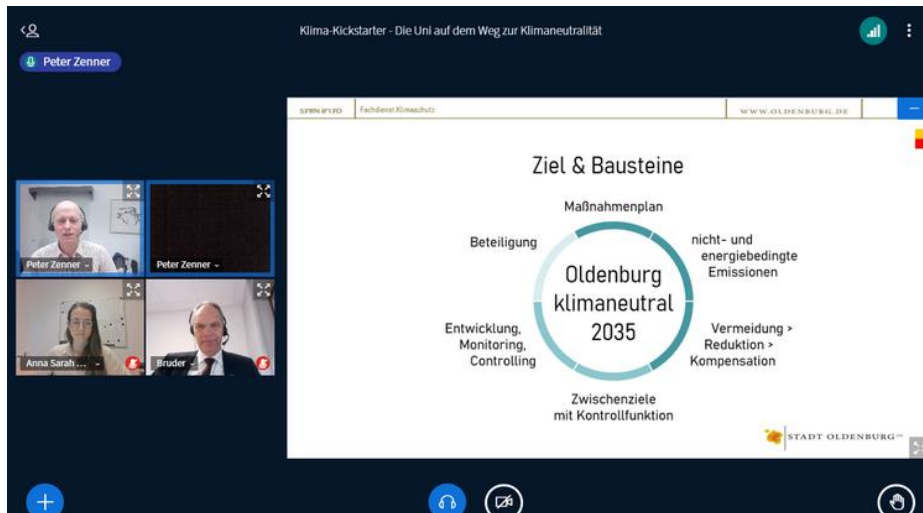 Klima-Kickstarter - Die Uni auf dem Weg zur Klimaneutralität
Peter Zenner
Peter Zenner
Peter Zenner
Anna Sarah ...
Bruder
Fachdienst Klimaschutz
WWW.OLDENBURG.DE
Ziel & Bausteine
Maßnahmenplan
Beteiligung
nicht- und
energiebedingte
Emissionen
Oldenburg
klimaneutral
2035
Entwicklung,
Monitoring,
Controlling
Vermeidung >
Reduktion >
Kompensation
Zwischenziele
mit Kontrollfunktion
STADT OLDENBURG